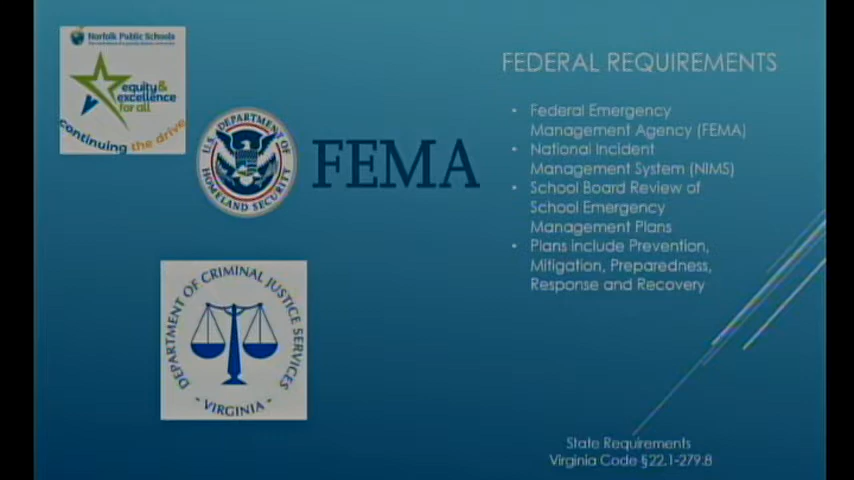 Norfolk Public Schools
equity &
excellence
for all
continuing the drive
U.S. DEPARTMENT OF
HOMELAND SECURITY
FEMA
DEPARTMENT OF CRIMINAL JUSTICE SERVICES
- VIRGINIA -
FEDERAL REQUIREMENTS
• Federal Emergency
Management Agency (FEMA)
• National Incident
Management System (NIMS)
• School Board Review of
School Emergency
Management Plans
• Plans include Prevention,
Mitigation, Preparedness,
Response and Recovery
State Requirements
Virginia Code §22.1-279.8